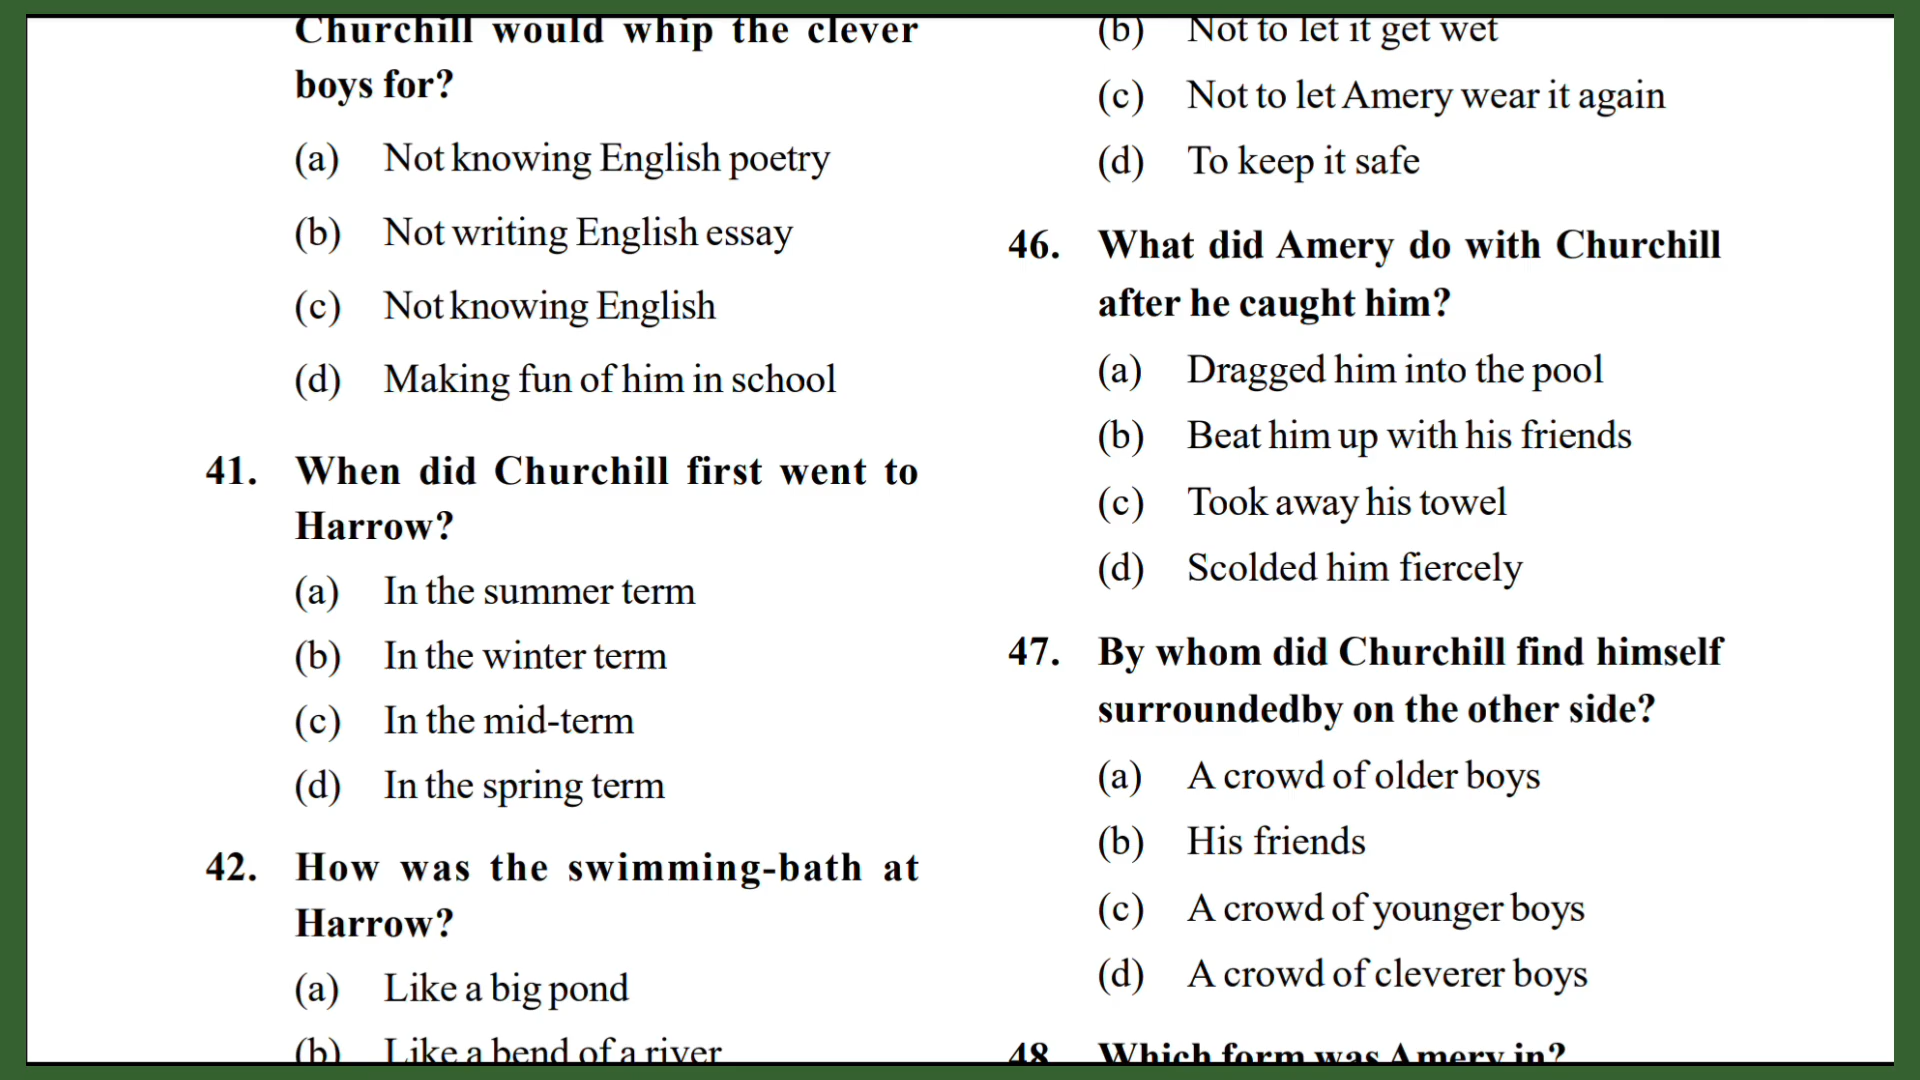 Churchill would whip the clever
boys for?
(a) Not knowing English poetry
(b) Not writing English essay
(c) Not knowing English
(d) Making fun of him in school
41. When did Churchill first went to
Harrow?
(a) In the summer term
(b) In the winter term
(c) In the mid-term
(d) In the spring term
42. How was the swimming-bath at
Harrow?
(a) Like a big pond
(b) Like a bend of a river
(b) Not to let it get wet
(c) Not to let Amery wear it again
(d) To keep it safe
46. What did Amery do with Churchill
after he caught him?
(a) Dragged him into the pool
(b) Beat him up with his friends
(c) Took away his towel
(d) Scolded him fiercely
47. By whom did Churchill find himself
surroundedby on the other side?
(a) A crowd of older boys
(b) His friends
(c) A crowd of younger boys
(d) A crowd of cleverer boys
48 Which form was Amery in?